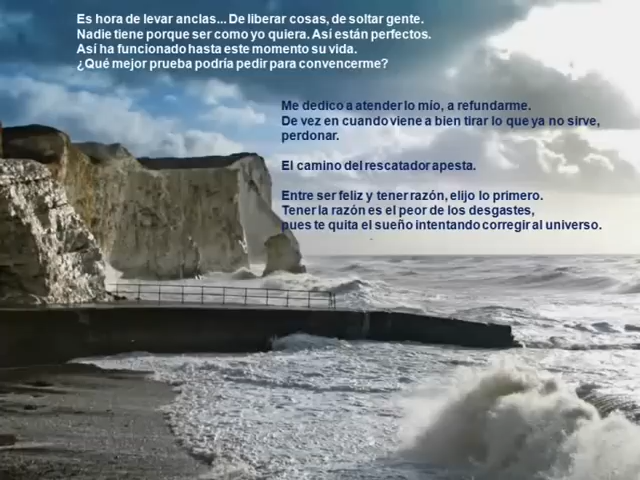 Es hora de levar anclas... De liberar cosas, de soltar gente.
Nadie tiene porque ser como yo quiera. Así están perfectos.
Así ha funcionado hasta este momento su vida.
¿Qué mejor prueba podría pedir para convencerme?
Me dedico a atender lo mío, a refundarme.
De vez en cuando viene a bien tirar lo que ya no sirve,
perdonar.
El camino del rescatador apesta.
Entre ser feliz y tener razón, elijo lo primero.
Tener la razón es el peor de los desgastes,
pues te quita el sueño intentando corregir al universo.